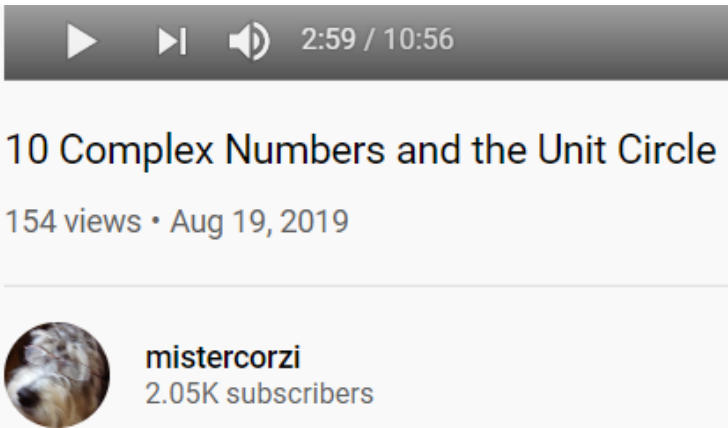 2:59 / 10:56
10 Complex Numbers and the Unit Circle
154 views • Aug 19, 2019
mistercorzi
2.05K subscribers